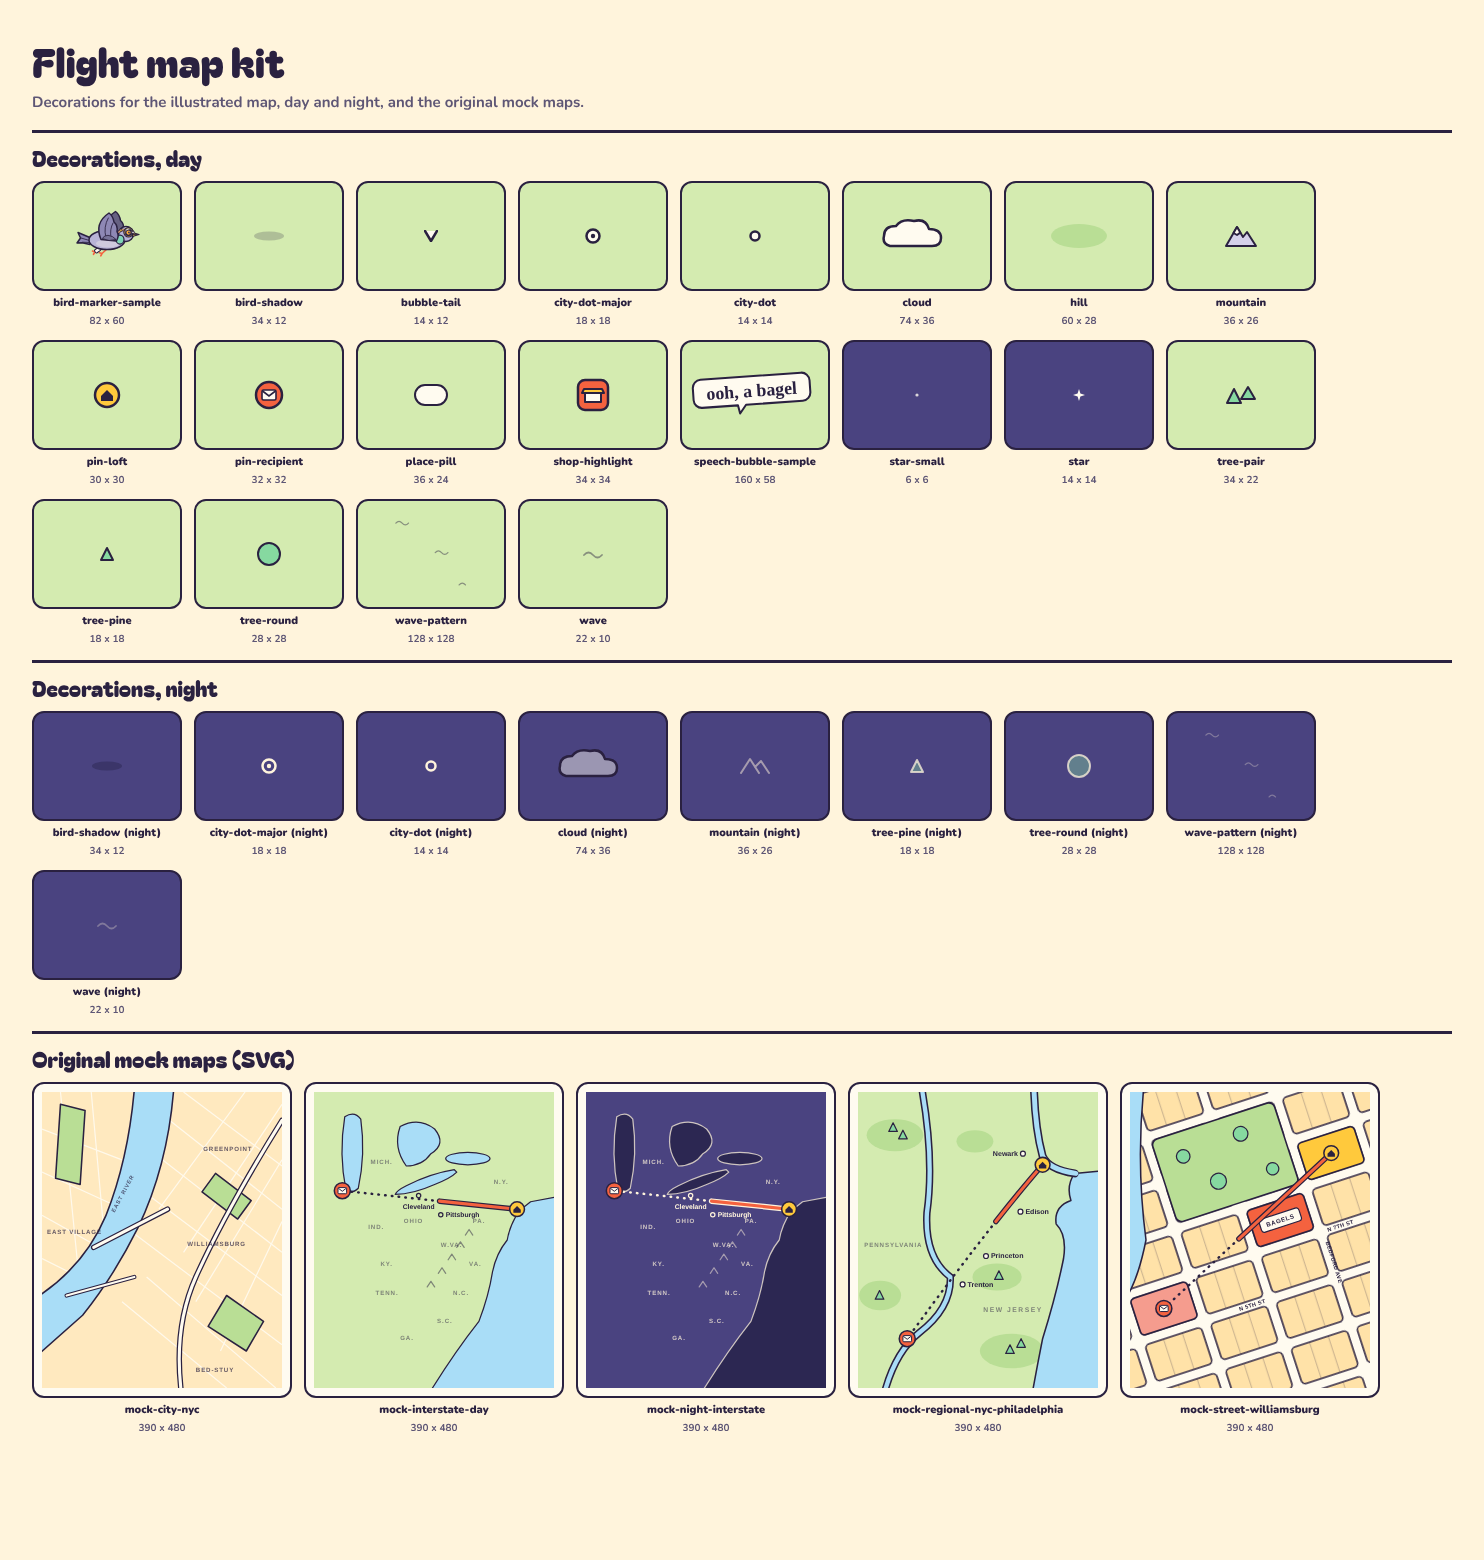 Flight map kit
Decorations for the illustrated map, day and night, and the original mock maps.
Decorations, day
bird-marker-sample
82 x 60
bird-shadow
34 x 12
bubble-tail
14 x 12
city-dot-major
18 x 18
city-dot
14 x 14
cloud
74 x 36
hill
60 x 28
mountain
36 x 26
ooh, a bagel
pin-loft
30 x 30
pin-recipient
32 x 32
place-pill
36 x 24
shop-highlight
34 x 34
speech-bubble-sample
160 x 58
star-small
6 x 6
star
14 x 14
tree-pair
34 x 22
tree-pine
18 x 18
tree-round
28 x 28
wave-pattern
128 x 128
wave
22 x 10
Decorations, night
bird-shadow (night)
34 x 12
city-dot-major (night)
18 x 18
city-dot (night)
14 x 14
cloud (night)
74 x 36
mountain (night)
36 x 26
tree-pine (night)
18 x 18
tree-round (night)
28 x 28
wave-pattern (night)
128 x 128
wave (night)
22 x 10
Original mock maps (SVG)
GREENPOINT
EAST RIVER
EAST VILLAGE
WILLIAMSBURG
BED-STUY
mock-city-nyc
390 x 480
MICH.
N.Y.
Cleveland
Pittsburgh
IND.
OHIO
PA.
W.VA.
KY.
VA.
TENN.
N.C.
S.C.
GA.
mock-interstate-day
390 x 480
MICH.
N.Y.
Cleveland
Pittsburgh
IND.
OHIO
PA.
W.VA.
KY.
VA.
TENN.
N.C.
S.C.
GA.
mock-night-interstate
390 x 480
Newark
Edison
PENNSYLVANIA
Princeton
Trenton
NEW JERSEY
mock-regional-nyc-philadelphia
390 x 480
BAGELS
N 7TH ST
BEDFORD AVE
N 5TH ST
mock-street-williamsburg
390 x 480